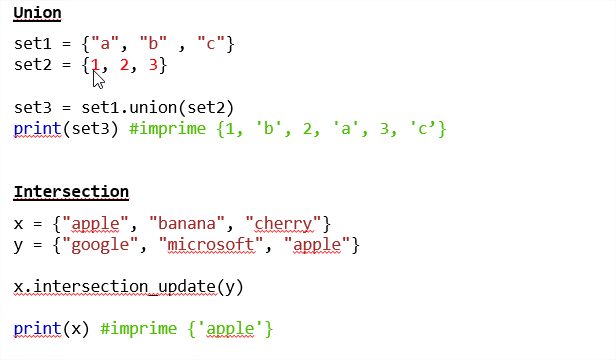 Union
set1 = {"a", "b" , "c"}
set2 = {1, 2, 3}
set3 = set1.union(set2)
print(set3) #imprime {1, 'b', 2, 'a', 3, 'c’}
Intersection
x = {"apple", "banana", "cherry"}
y = {"google", "microsoft", "apple"}
x.intersection_update(y)
print(x) #imprime {'apple'}